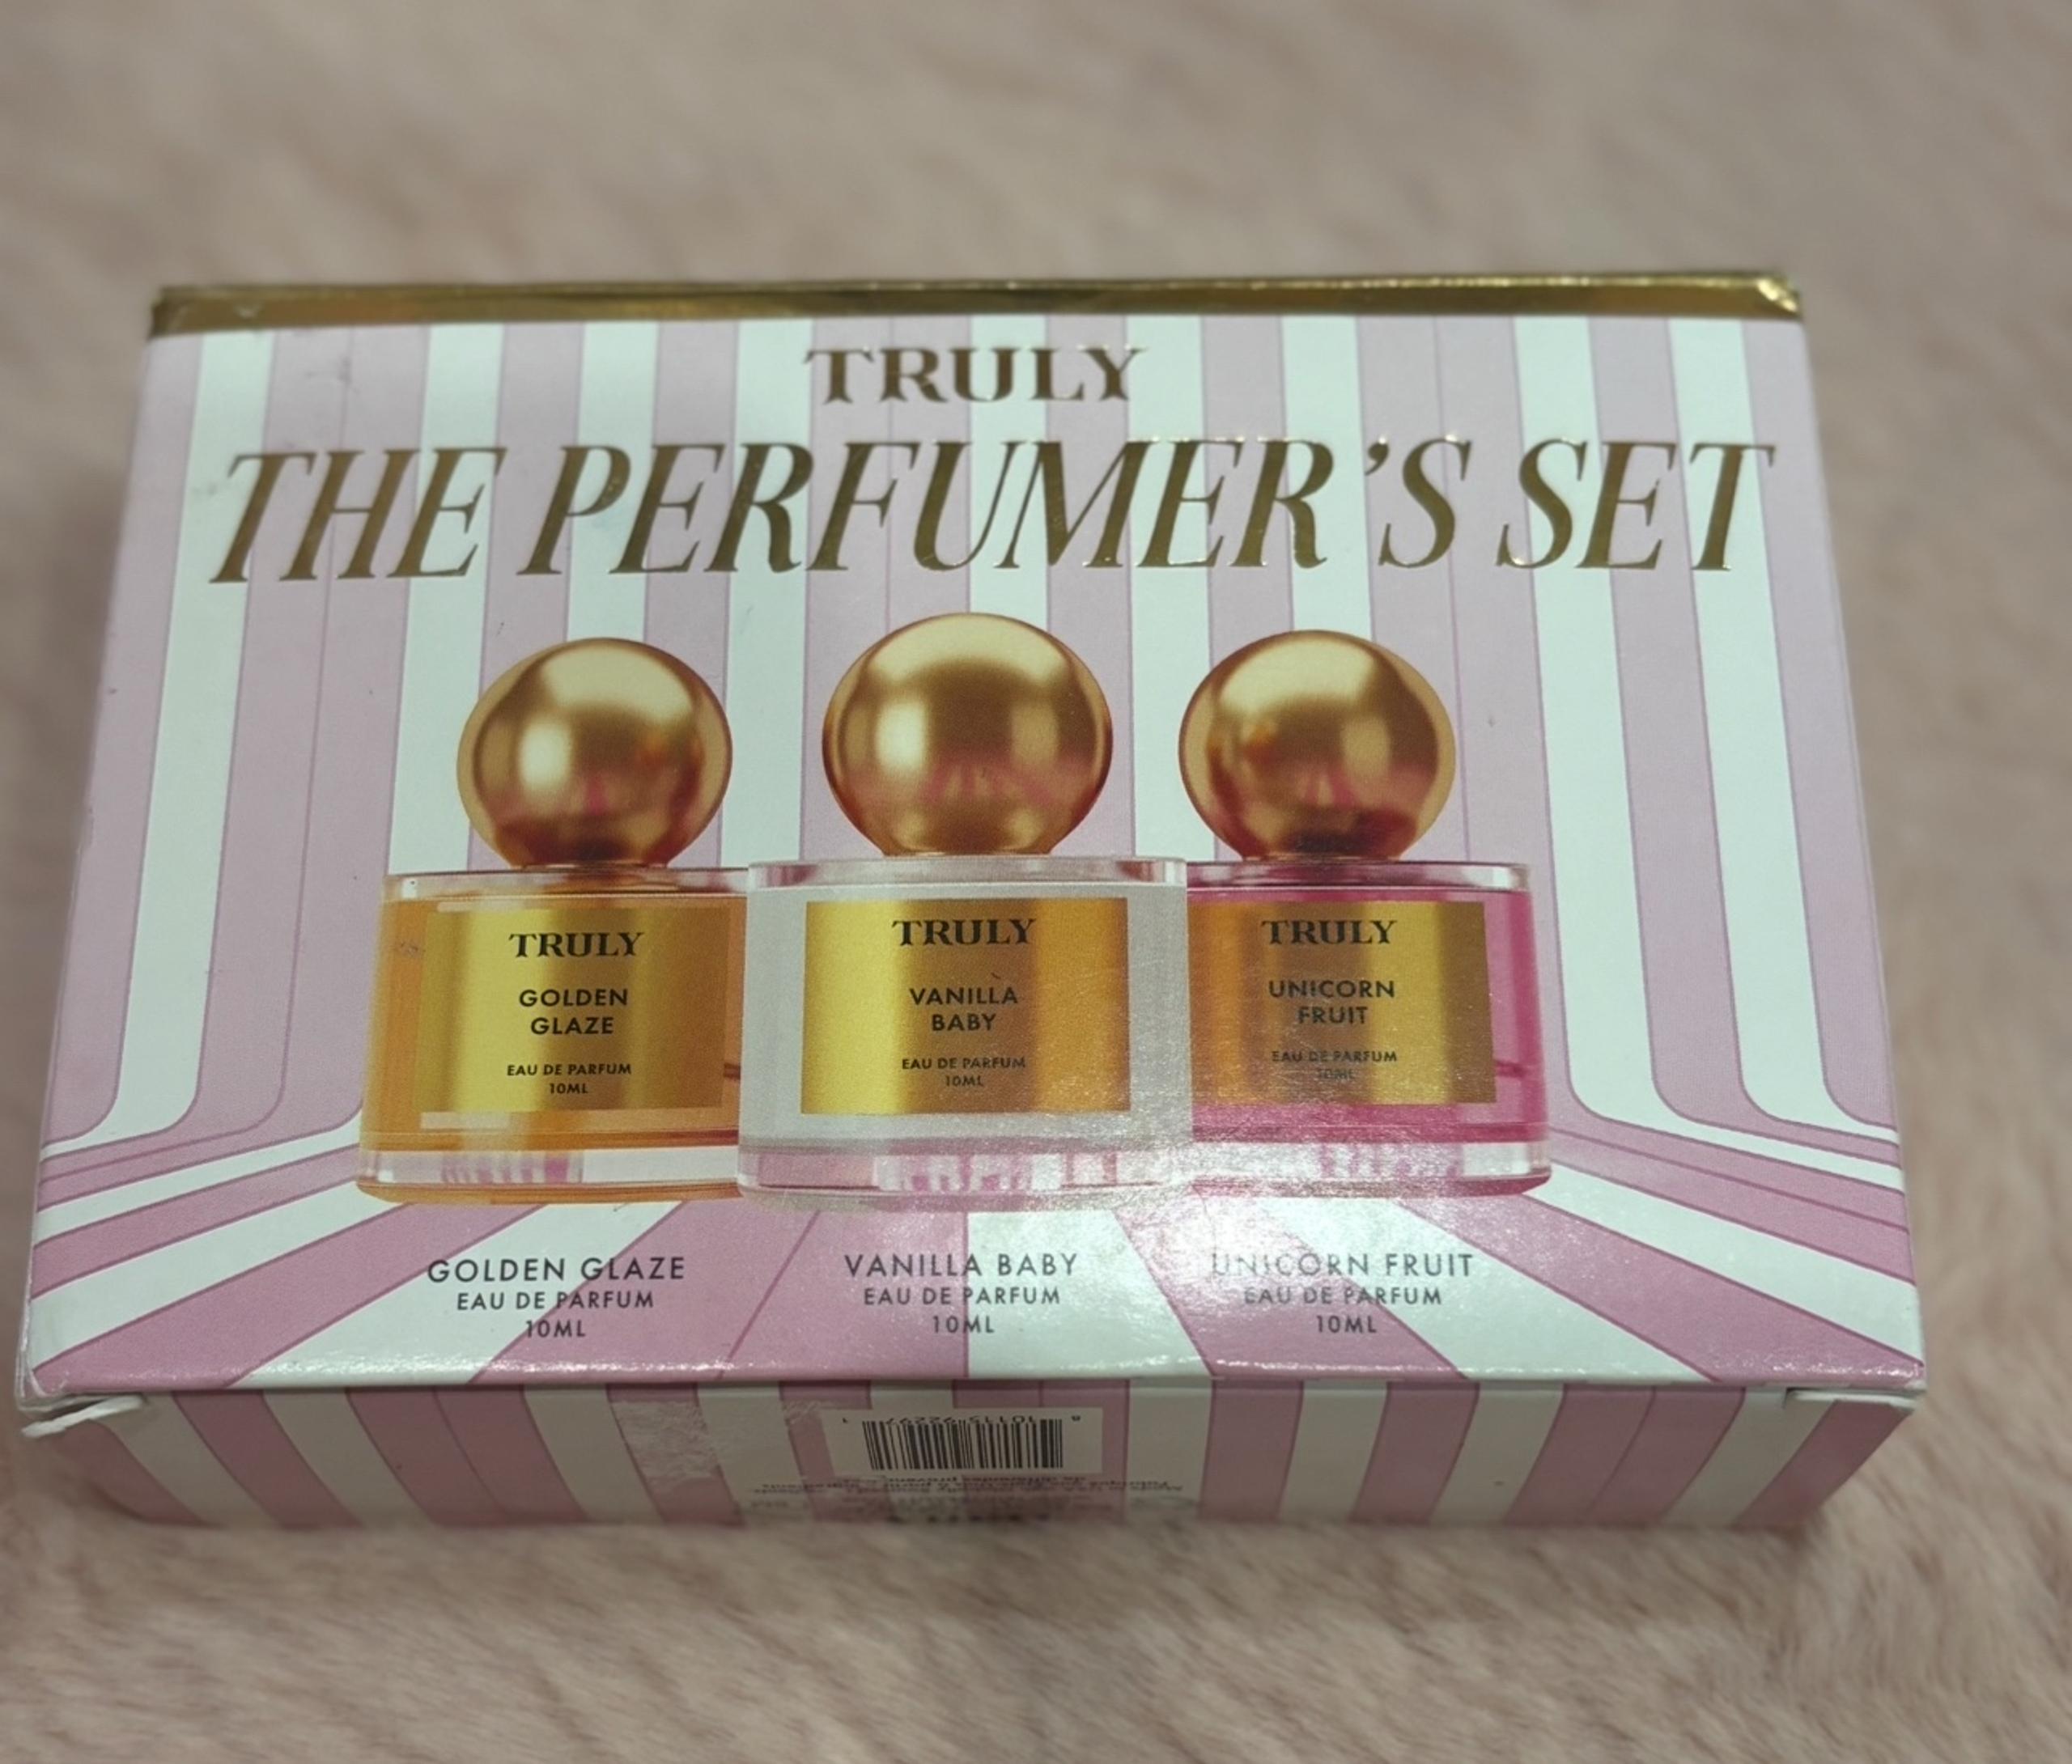 TRULY
THE PERFUMER'S SET
TRULY
GOLDEN
GLAZE
EAU DE PARFUM
10ML
TRULY
VANILLA
BABY
EAU DE PARFUM
10ML
TRULY
UNICORN
FRUIT
EAU DE PARFUM
10ML
GOLDEN GLAZE
EAU DE PARFUM
10ML
VANILLA BABY
EAU DE PARFUM
10ML
UNICORN FRUIT
EAU DE PARFUM
10ML